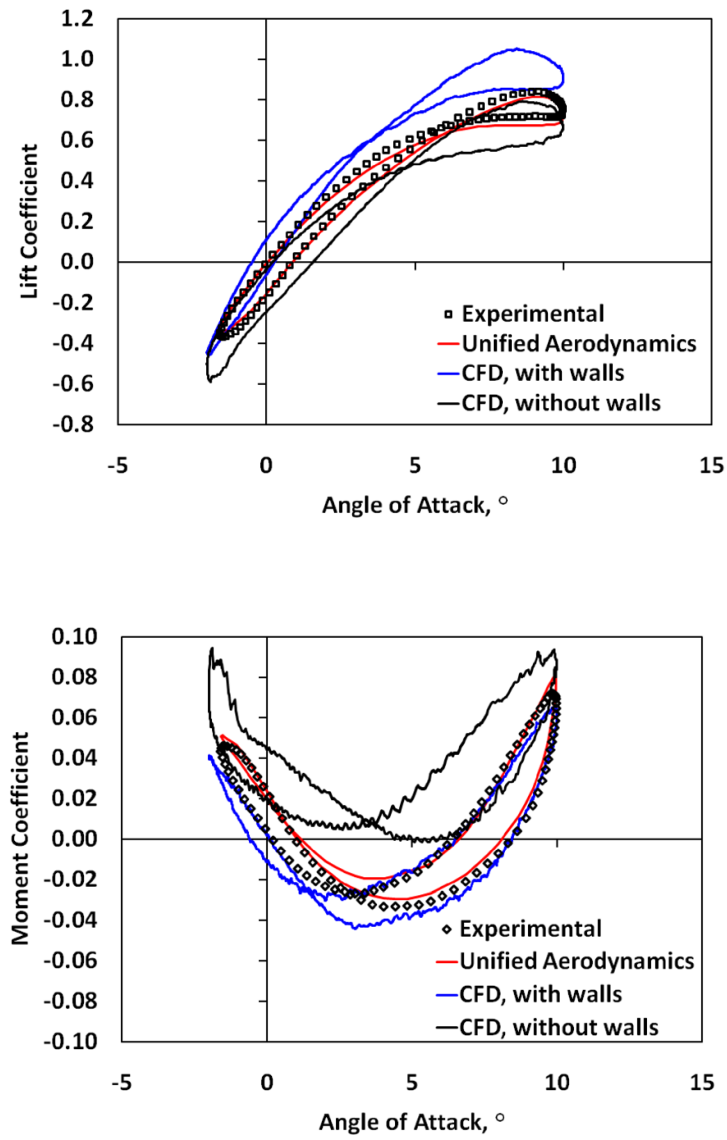 1.2
1.0
0.8
0.6
0.4
0.2
0.0
-0.2
-0.4
-0.6
-0.8
Lift Coefficient
Experimental
Unified Aerodynamics
CFD, with walls
CFD, without walls
-5 0 5 10 15
Angle of Attack, °
0.10
0.08
0.06
0.04
0.02
0.00
-0.02
-0.04
-0.06
-0.08
-0.10
Moment Coefficient
Experimental
Unified Aerodynamics
CFD, with walls
CFD, without walls
-5 0 5 10 15
Angle of Attack, °